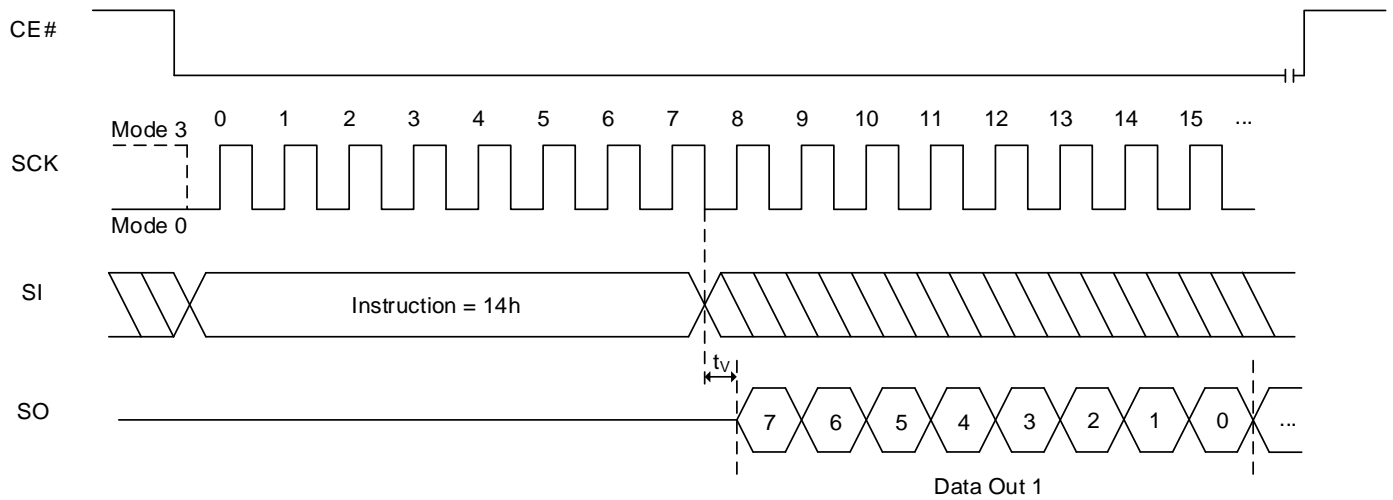 CE#
0 1 2 3 4 5 6 7 8 9 10 11 12 13 14 15 ...
Mode 3
SCK
Mode 0
SI
Instruction = 14h
tV
SO
7 6 5 4 3 2 1 0 ...
Data Out 1